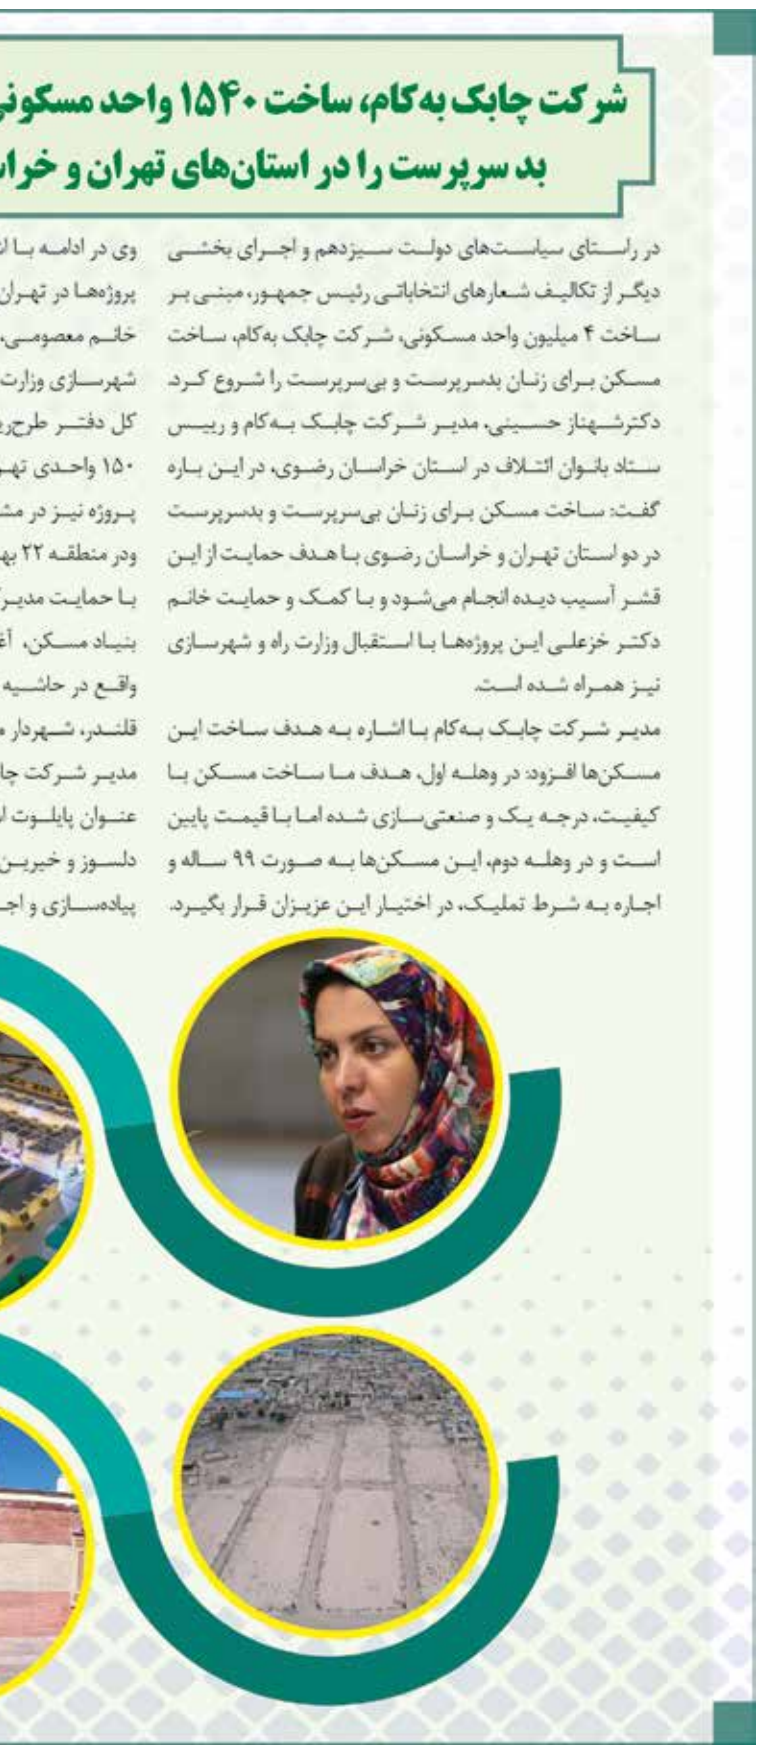 شرکت چابک به‌کام، ساخت ۱۵۴۰ واحد مسکونی
بد سرپرست را در استان‌های تهران و
در راستای سیاست‌های دولت سیزدهم و اجرای بخشی
دیگر از تکالیف شعارهای انتخاباتی رئیس جمهور، مبنی بر
ساخت ۴ میلیون واحد مسکونی، شرکت چابک به‌کام، ساخت
مسکن برای زنان بدسرپرست و بی‌سرپرست را شروع کرد.
دکترشهناز حسینی، مدیر شرکت چابک به‌کام و رییس
ستاد بانوان ائتلاف در استان خراسان رضوی، در این باره
گفت: ساخت مسکن برای زنان بی‌سرپرست و بدسرپرست
در دو استان تهران و خراسان رضوی با هدف حمایت از این
قشر آسیب دیده انجام می‌شود و با کمک و حمایت خانم
دکتر خزعلی این پروژه‌ها با استقبال وزارت راه و شهرسازی
نیز همراه شده است.
مدیر شرکت چابک به‌کام با اشاره به هدف ساخت این
مسکن‌ها افزود: در وهله اول، هدف ما ساخت مسکن با
کیفیت، درجه یک و صنعتی‌سازی شده اما با قیمت پایین
است و در وهله دوم، این مسکن‌ها به صورت ۹۹ ساله و
اجاره به شرط تملیک، در اختیار این عزیزان قرار بگیرد.
وی در ادامه با
پروژه‌ها در تهران
خانم معصومی،
شهرسازی وزارت
کل دفتر
۱۵۰ واحدی
پروژه نیز در
ودر منطقه ۲۲
با حمایت
بنیاد مسکن،
واقع در حاشیه
قلندر، شهردار
مدیر شرکت
عنوان پایلوت
دلسوز و خیرین
پیاده‌سازی و